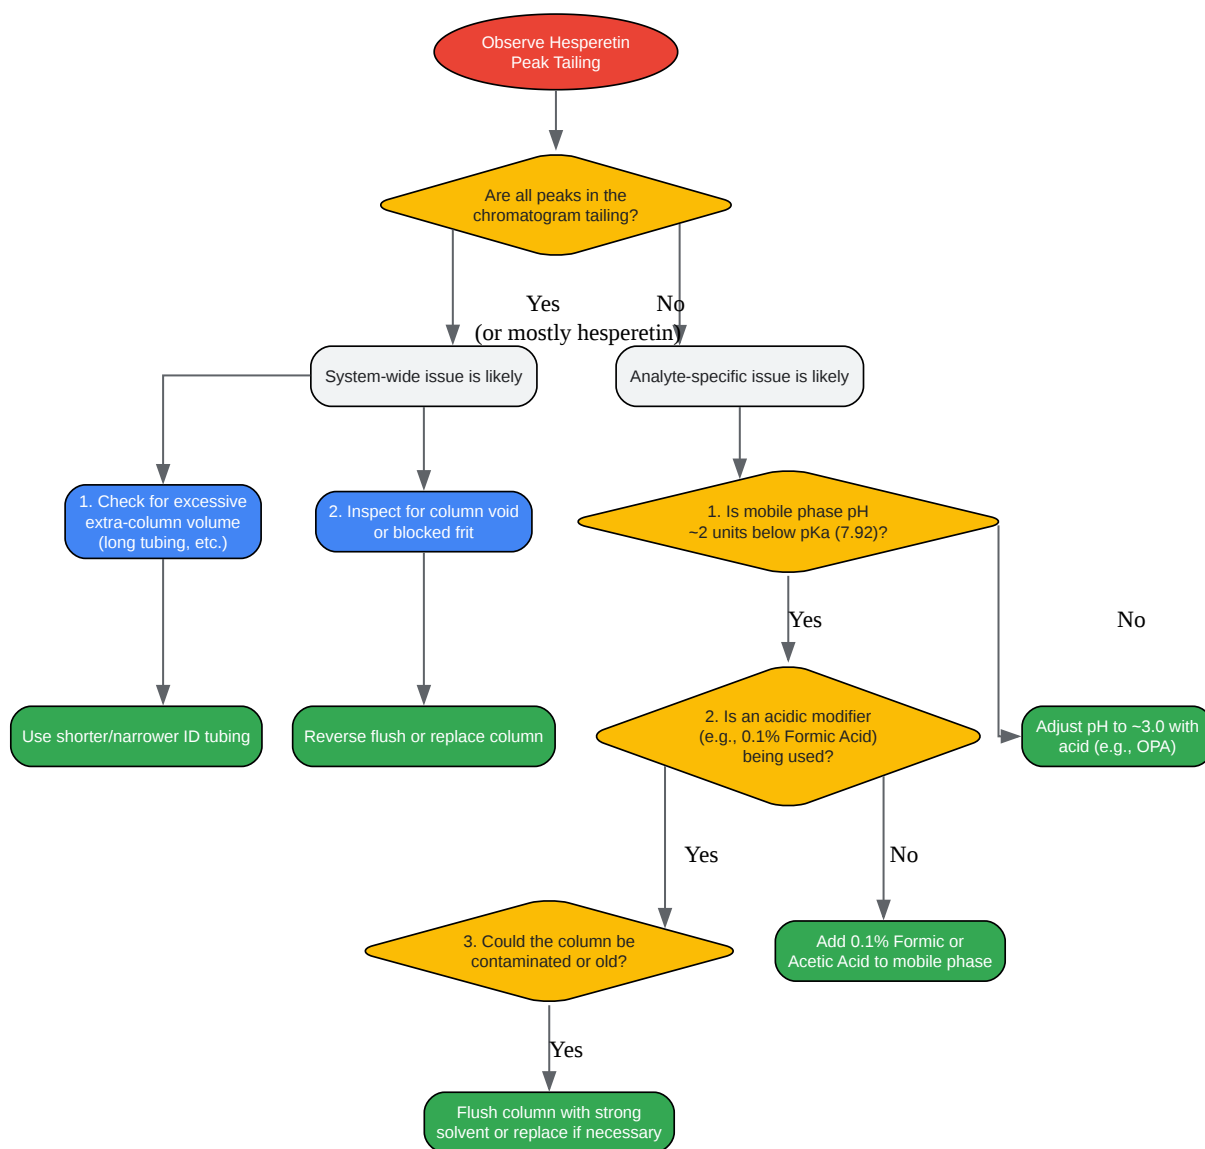 Observe Hesperetin
Peak Tailing
Are all peaks in the
chromatogram tailing?
Yes
No
(or mostly hesperetin)
System-wide issue is likely
Analyte-specific issue is likely
1. Check for excessive
extra-column volume
(long tubing, etc.)
2. Inspect for column void
or blocked frit
1. Is mobile phase pH
~2 units below pKa (7.92)?
Yes
No
Use shorter/narrower ID tubing
Reverse flush or replace column
2. Is an acidic modifier
(e.g., 0.1% Formic Acid)
being used?
Adjust pH to ~3.0 with
acid (e.g., OPA)
Yes
No
3. Could the column be
contaminated or old?
Add 0.1% Formic or
Acetic Acid to mobile phase
Yes
Flush column with strong
solvent or replace if necessary